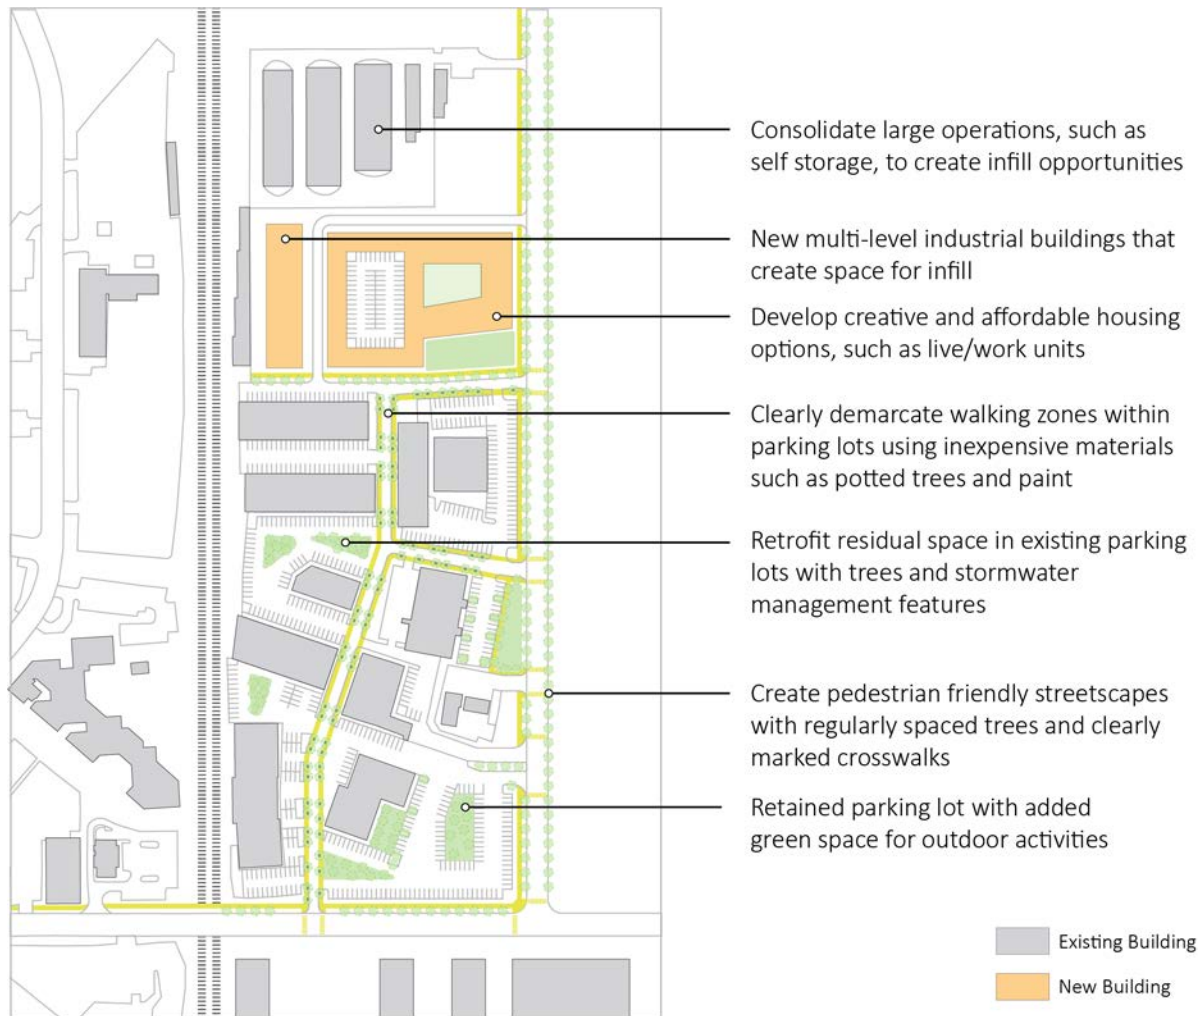 Consolidate large operations, such as
self storage, to create infill opportunities
New multi-level industrial buildings that
create space for infill
Develop creative and affordable housing
options, such as live/work units
Clearly demarcate walking zones within
parking lots using inexpensive materials
such as potted trees and paint
Retrofit residual space in existing parking
lots with trees and stormwater
management features
Create pedestrian friendly streetscapes
with regularly spaced trees and clearly
marked crosswalks
Retained parking lot with added
green space for outdoor activities
Existing Building
New Building